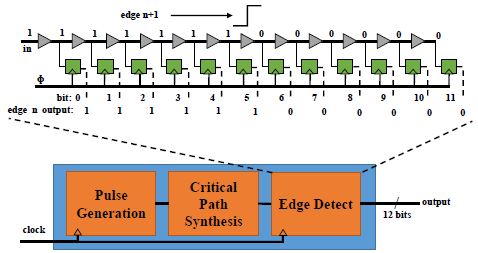 edge n+1
1 1 1 1 1 1 0 0 0 0 0 0
in
Φ
bit: 0 1 2 3 4 5 6 7 8 9 10 11
edge n output: 1 1 1 1 1 1 0 0 0 0 0 0
Pulse Generation
Critical Path Synthesis
Edge Detect
output
12 bits
clock